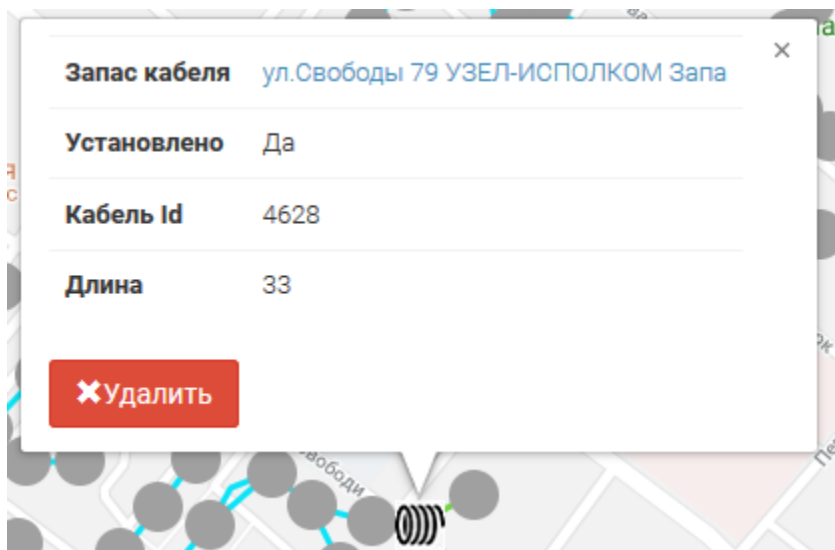 Запас кабеля ул.Свободы 79 УЗЕЛ-ИСПОЛКОМ Запа
×
Установлено Да
Кабель Id 4628
Длина 33
✖Удалить